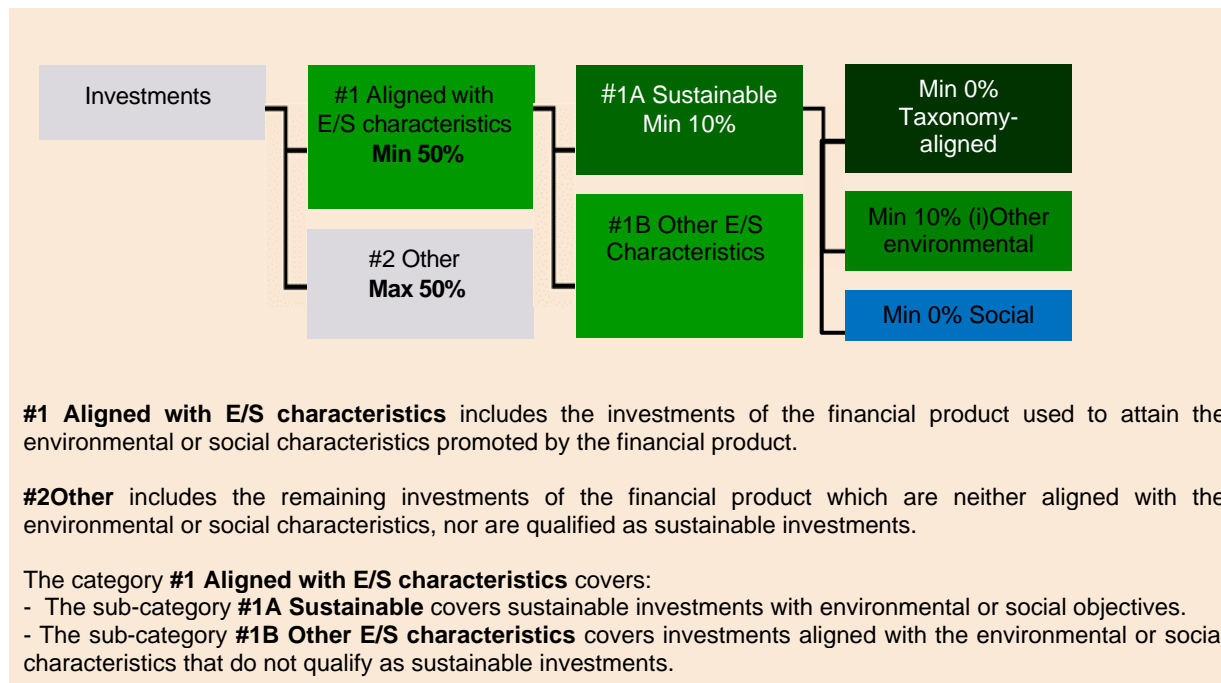 Investments
#1 Aligned with
E/S characteristics
Min 50%
#2 Other
Max 50%
#1A Sustainable
Min 10%
#1B Other E/S
Characteristics
Min 0%
Taxonomy-
aligned
Min 10% (i)Other
environmental
Min 0% Social
#1 Aligned with E/S characteristics includes the investments of the financial product used to attain the
environmental or social characteristics promoted by the financial product.
#2Other includes the remaining investments of the financial product which are neither aligned with the
environmental or social characteristics, nor are qualified as sustainable investments.
The category #1 Aligned with E/S characteristics covers:
- The sub-category #1A Sustainable covers sustainable investments with environmental or social objectives.
- The sub-category #1B Other E/S characteristics covers investments aligned with the environmental or social
characteristics that do not qualify as sustainable investments.